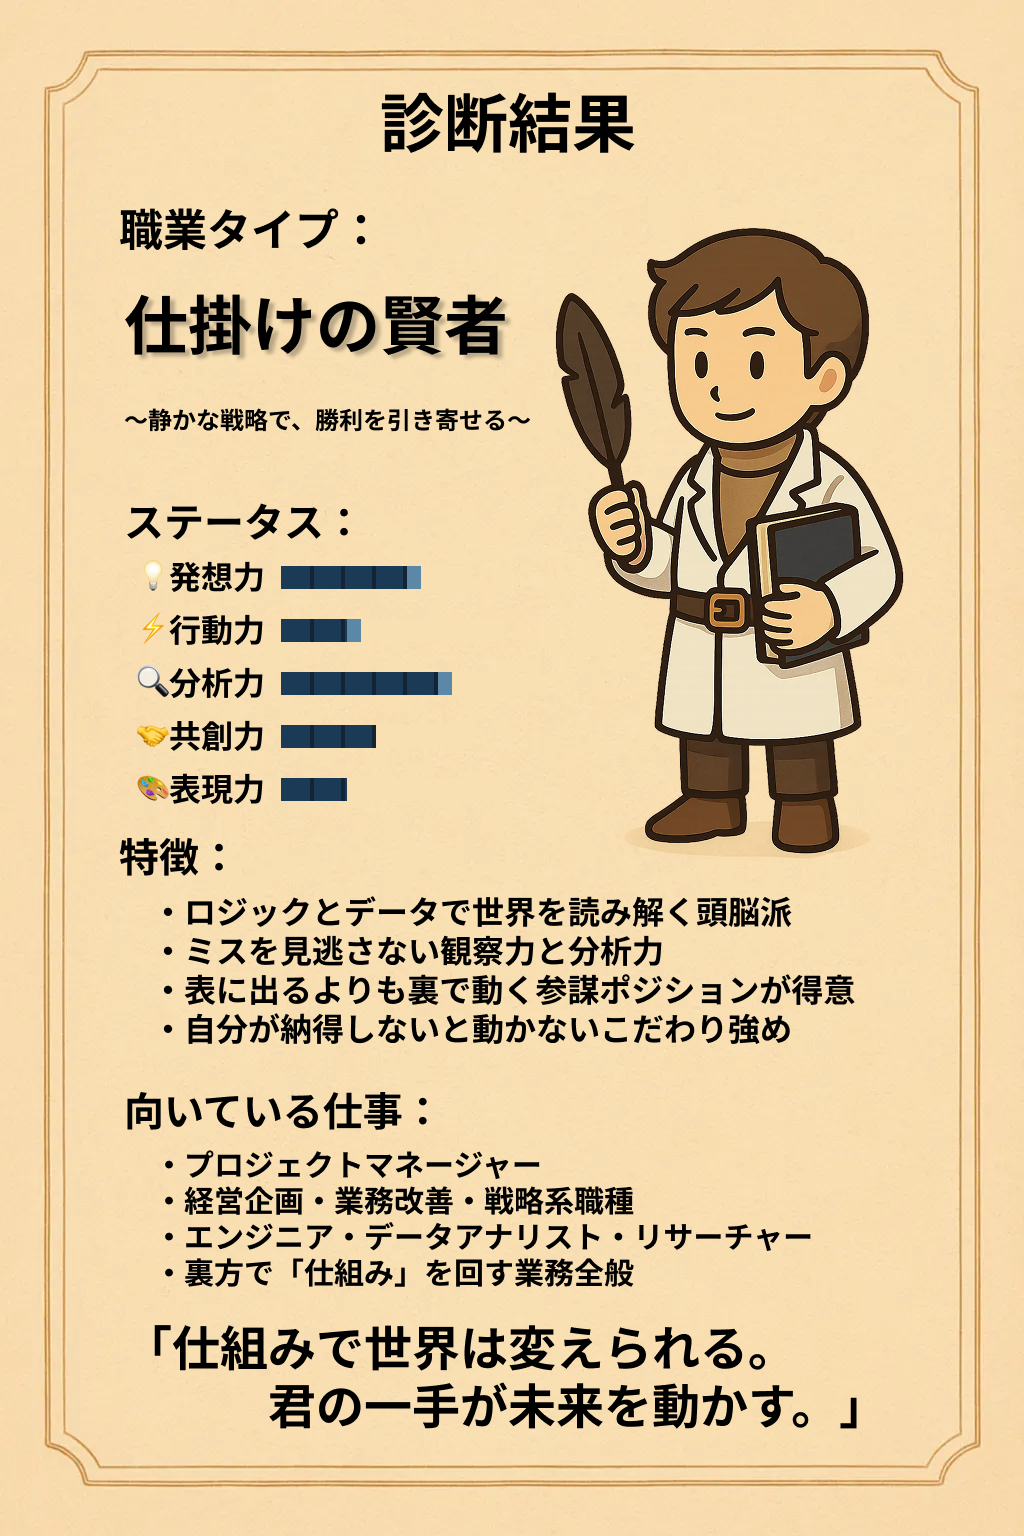 診断結果
職業タイプ：
仕掛けの賢者
～静かな戦略で、勝利を引き寄せる～
ステータス：
💡発想力
⚡行動力
🔍分析力
🤝共創力
🎨表現力
特徴：
・ロジックとデータで世界を読み解く頭脳派
・ミスを見逃さない観察力と分析力
・表に出るよりも裏で動く参謀ポジションが得意
・自分が納得しないと動かないこだわり強め
向いている仕事：
・プロジェクトマネージャー
・経営企画・業務改善・戦略系職種
・エンジニア・データアナリスト・リサーチャー
・裏方で「仕組み」を回す業務全般
「仕組みで世界は変えられる。
君の一手が未来を動かす。」